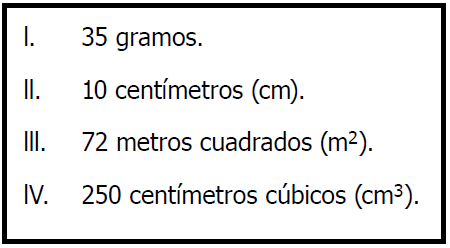 I. 35 gramos.
II. 10 centímetros (cm).
III. 72 metros cuadrados (m²).
IV. 250 centímetros cúbicos (cm³).